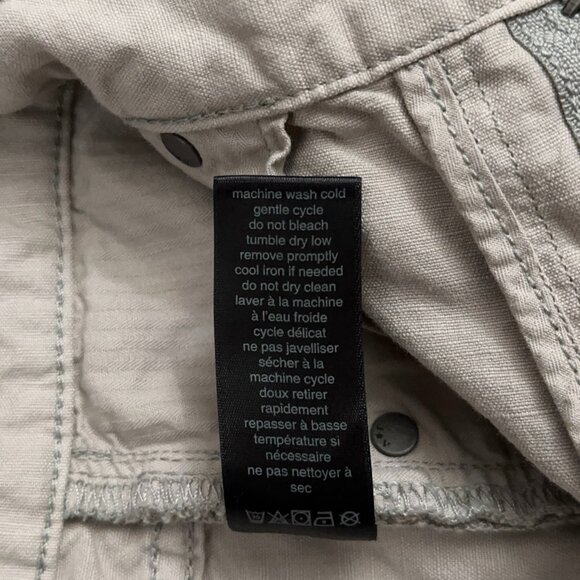 machine wash cold
gentle cycle
do not bleach
tumble dry low
remove promptly
cool iron if needed
do not dry clean
laver à la machine
à l'eau froide
cycle délicat
ne pas javelliser
sécher à la
machine cycle
doux retirer
rapidement
repasser à basse
température si
nécessaire
ne pas nettoyer à
sec